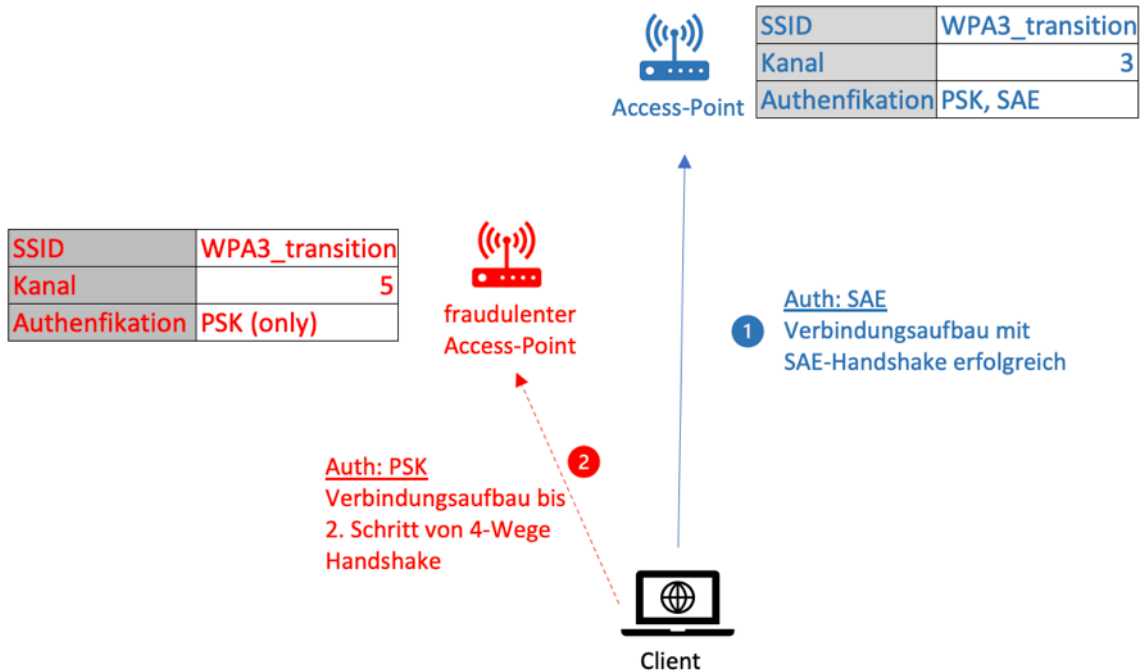 SSID WPA3_transition
Kanal 3
Authenfikation PSK, SAE
Access-Point
SSID WPA3_transition
Kanal 5
Authenfikation PSK (only)
fraudulenter
Access-Point
1
Auth: SAE
Verbindungsaufbau mit
SAE-Handshake erfolgreich
2
Auth: PSK
Verbindungsaufbau bis
2. Schritt von 4-Wege
Handshake
Client